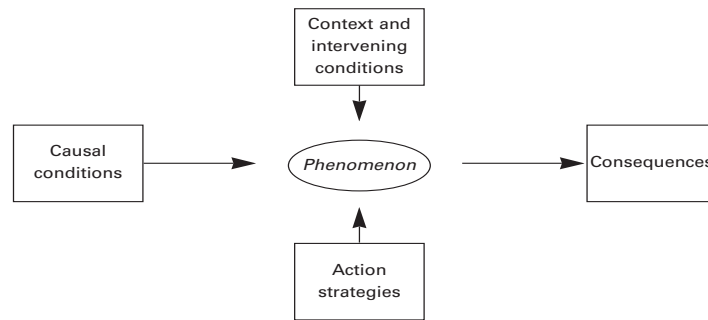 Context and
intervening
conditions
Causal
conditions
Phenomenon
Consequences
Action
strategies